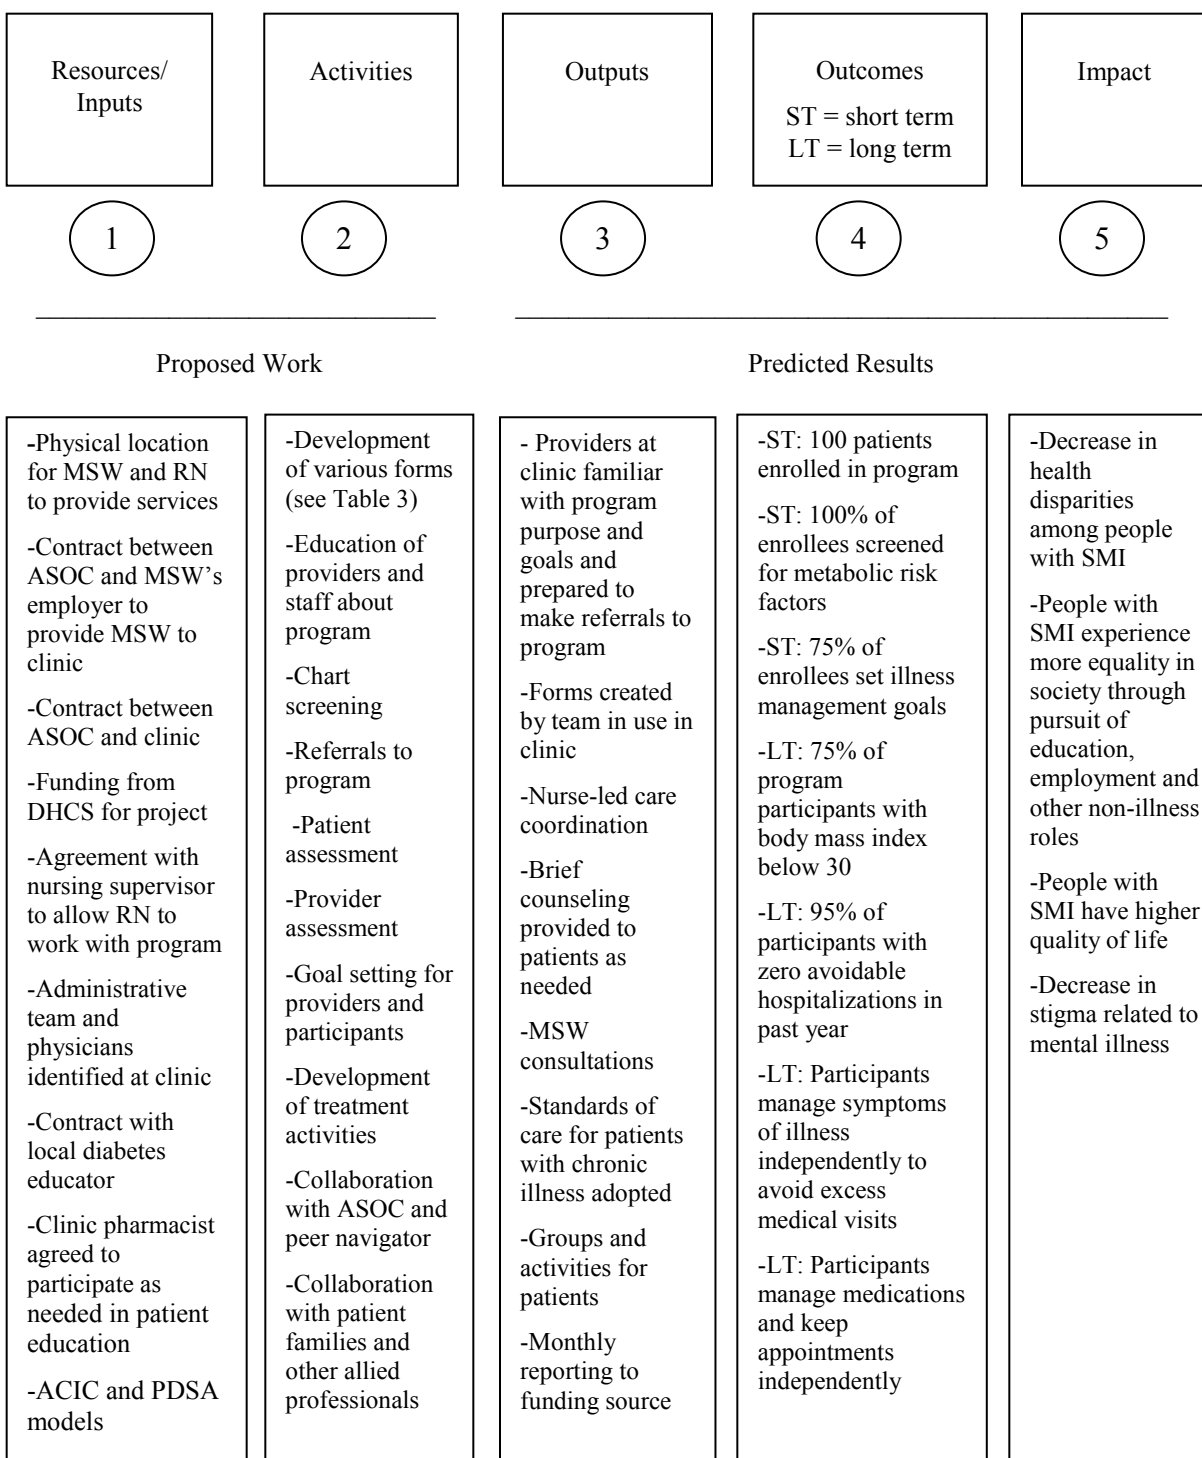 Resources/
Inputs
Activities
Outputs
Outcomes
ST = short term
LT = long term
Impact
1
2
3
4
5
Proposed Work
Predicted Results
-Physical location
for MSW and RN
to provide services
-Contract between
ASOC and MSW’s
employer to
provide MSW to
clinic
-Contract between
ASOC and clinic
-Funding from
DHCS for project
-Agreement with
nursing supervisor
to allow RN to
work with program
-Administrative
team and
physicians
identified at clinic
-Contract with
local diabetes
educator
-Clinic pharmacist
agreed to
participate as
needed in patient
education
-ACIC and PDSA
models
-Development
of various forms
(see Table 3)
-Education of
providers and
staff about
program
-Chart
screening
-Referrals to
program
-Patient
assessment
-Provider
assessment
-Goal setting for
providers and
participants
-Development
of treatment
activities
-Collaboration
with ASOC and
peer navigator
-Collaboration
with patient
families and
other allied
professionals
- Providers at
clinic familiar
with program
purpose and
goals and
prepared to
make referrals to
program
-Forms created
by team in use in
clinic
-Nurse-led care
coordination
-Brief
counseling
provided to
patients as
needed
-MSW
consultations
-Standards of
care for patients
with chronic
illness adopted
-Groups and
activities for
patients
-Monthly
reporting to
funding source
-ST: 100 patients
enrolled in program
-ST: 100% of
enrollees screened
for metabolic risk
factors
-ST: 75% of
enrollees set illness
management goals
-LT: 75% of
program
participants with
body mass index
below 30
-LT: 95% of
participants with
zero avoidable
hospitalizations in
past year
-LT: Participants
manage symptoms
of illness
independently to
avoid excess
medical visits
-LT: Participants
manage medications
and keep
appointments
independently
-Decrease in
health
disparities
among people
with SMI
-People with
SMI experience
more equality in
society through
pursuit of
education,
employment and
other non-illness
roles
-People with
SMI have higher
quality of life
-Decrease in
stigma related to
mental illness